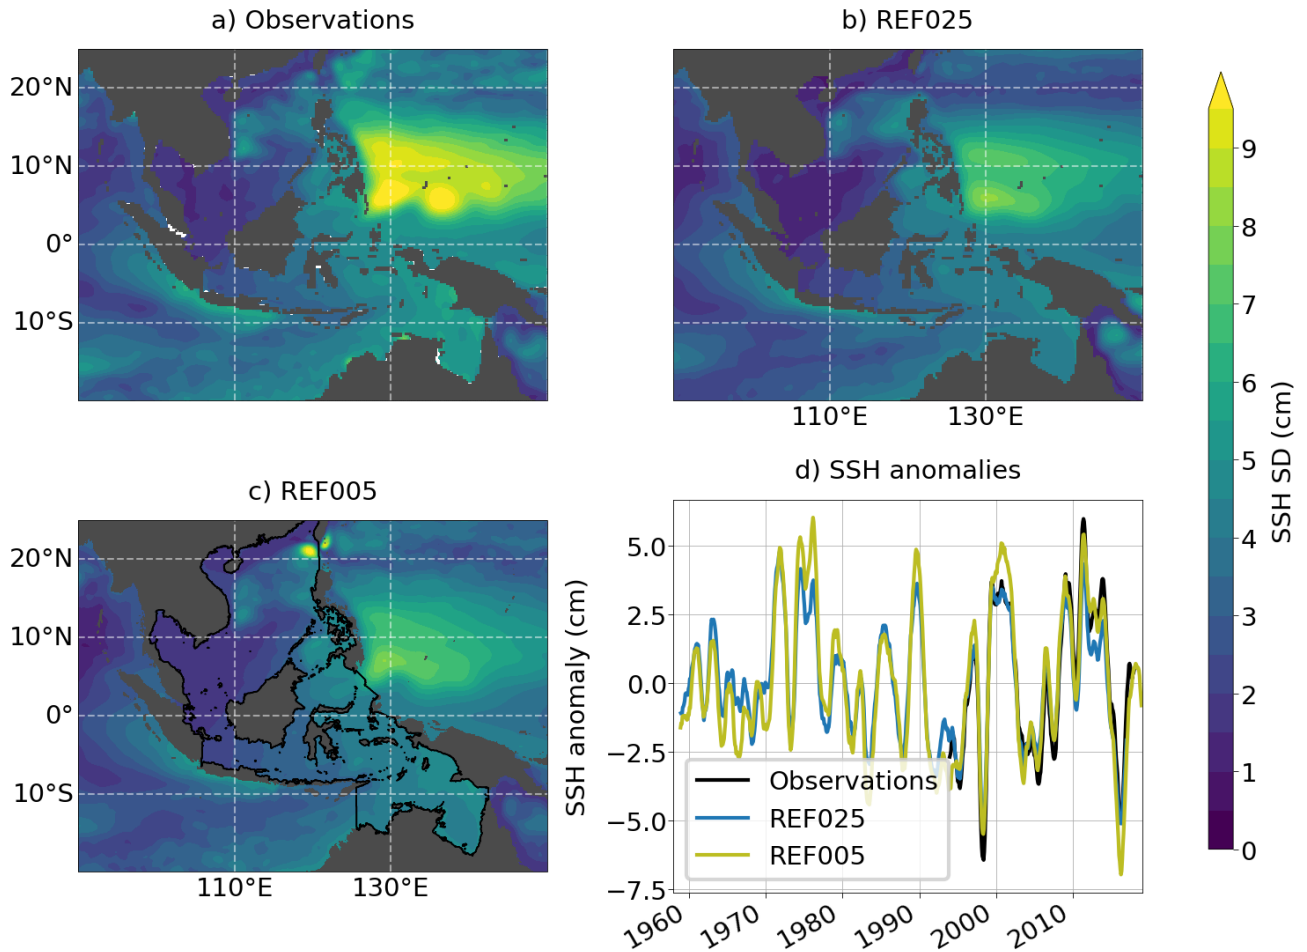 a) Observations
b) REF025
20°N
10°N
0°
10°S
110°E
130°E
c) REF005
20°N
10°N
0°
10°S
110°E
130°E
d) SSH anomalies
SSH anomaly (cm)
5.0
2.5
0.0
−2.5
−5.0
−7.5
Observations
REF025
REF005
1960
1970
1980
1990
2000
2010
9
8
7
6
5
4
3
2
1
0
SSH SD (cm)